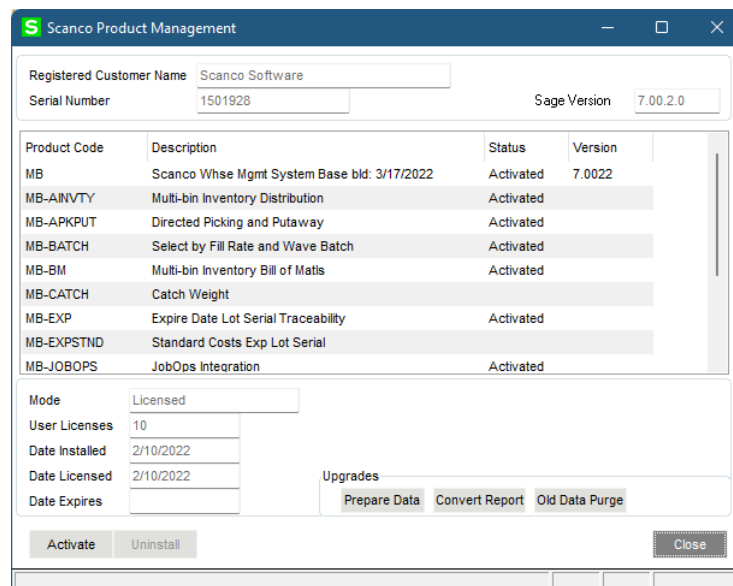 S Scanco Product Management
Registered Customer Name Scanco Software
Serial Number 1501928 Sage Version 7.00.2.0
Product Code Description Status Version
MB Scanco Whse Mgmt System Base bld: 3/17/2022 Activated 7.0022
MB-AINVTY Multi-bin Inventory Distribution Activated
MB-APKPUT Directed Picking and Putaway Activated
MB-BATCH Select by Fill Rate and Wave Batch Activated
MB-BM Multi-bin Inventory Bill of Matls Activated
MB-CATCH Catch Weight
MB-EXP Expire Date Lot Serial Traceability Activated
MB-EXPSTND Standard Costs Exp Lot Serial
MB-JOBOPS JobOps Integration Activated
Mode Licensed
User Licenses 10
Date Installed 2/10/2022
Date Licensed 2/10/2022 Upgrades
Date Expires Prepare Data Convert Report Old Data Purge
Activate Uninstall Close